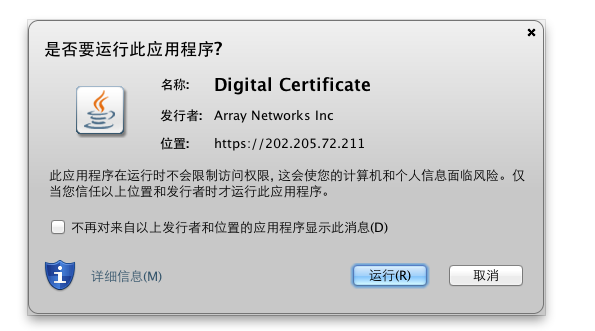 是否要运行此应用程序?
名称: Digital Certificate
发行者: Array Networks Inc
位置: https://202.205.72.211
此应用程序在运行时不会限制访问权限, 这会使您的计算机和个人信息面临风险。仅
当您信任以上位置和发行者时才运行此应用程序。
不再对来自以上发行者和位置的应用程序显示此消息(D)
详细信息(M)
运行(R)
取消